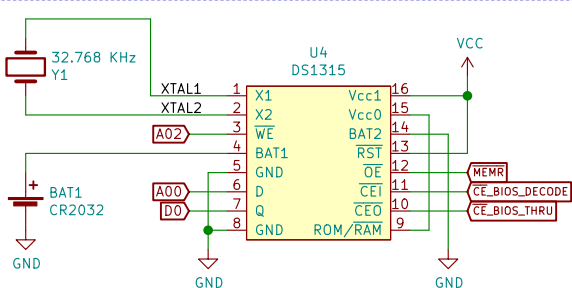 32.768 KHz
Y1
U4
DS1315
VCC
XTAL1
XTAL2
1
2
3
4
5
6
7
8
X1
X2
WE
BAT1
GND
D
Q
GND
Vcc1
Vcc0
BAT2
RST
OE
CEI
CEO
ROM/RAM
16
15
14
13
12
11
10
9
A02
A00
D0
MEMR
CE_BIOS_DECODE
CE_BIOS_THRU
+
BAT1
CR2032
GND
GND
GND